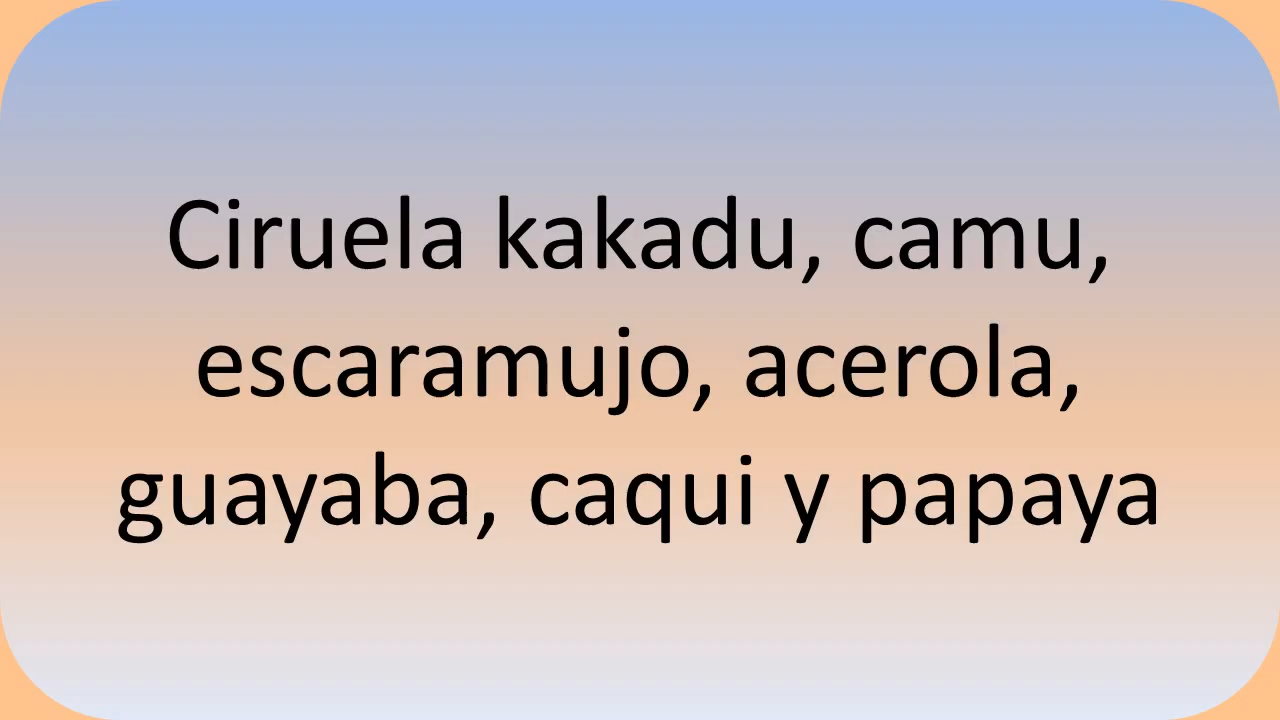 Ciruela kakadu, camu,
escaramujo, acerola,
guayaba, caqui y papaya